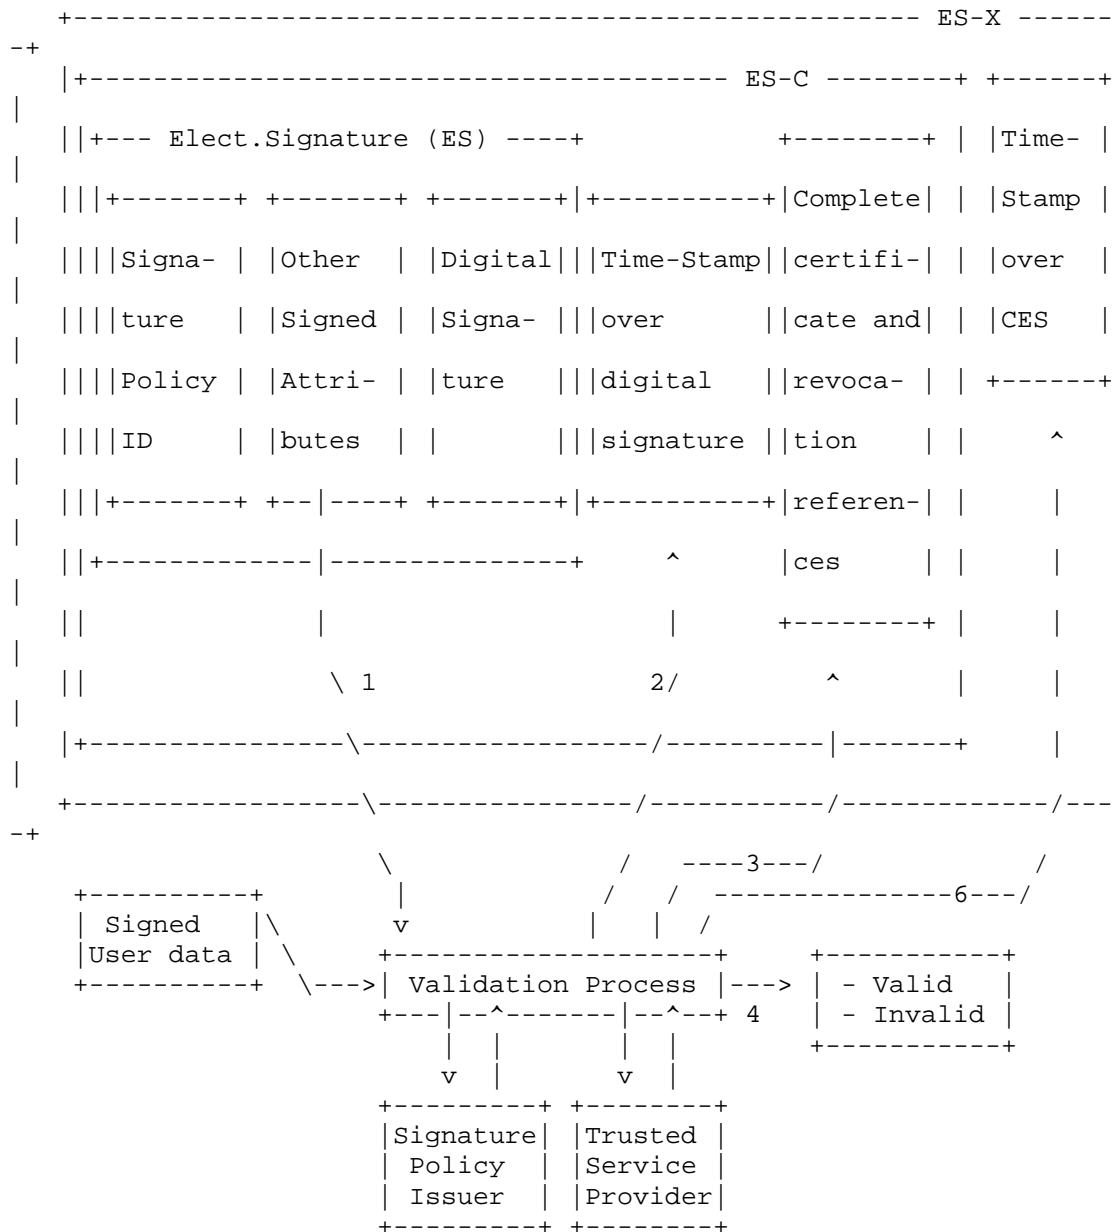 +----------------------------------------------------- ES-X ------
-+
|+---------------------------------------- ES-C --------+ +------+
|
||+--- Elect.Signature (ES) ----+            +--------+ | |Time- |
|
|||+-------+ +-------+ +-------+|+----------+|Complete| | |Stamp |
|
||||Signa- | |Other  | |Digital|||Time-Stamp||certifi-| | |over  |
|
||||ture   | |Signed | |Signa- |||over      ||cate and| | |CES   |
|
||||Policy | |Attri- | |ture   |||digital   ||revoca- | | +------+
|
||||ID     | |butes  | |       |||signature ||tion    | |    ^
|
|||+-------+ +--|----+ +-------+|+----------+|referen-| |    |
|
||+-------------|---------------+     ^      |ces     | |    |
|
||              |                     |      +--------+ |    |
|
||               \ 1                 2/         ^       |    |
|
|+----------------\------------------/----------|-------+    |
|
+------------------\----------------/-----------/-------------/---
-+
\               /   ----3---/             /
+----------+         |            /   /  ---------------6---/
| Signed   |\        v           |   |  /
|User data | \      +--------------------+     +-----------+
+----------+  \--->| Validation Process |---> | - Valid   |
+---|--^-------|--^--+ 4   | - Invalid |
|  |       |  |        +-----------+
v  |       v  |
+---------+ +--------+
|Signature| |Trusted |
| Policy  | |Service |
| Issuer  | |Provider|
+---------+ +--------+